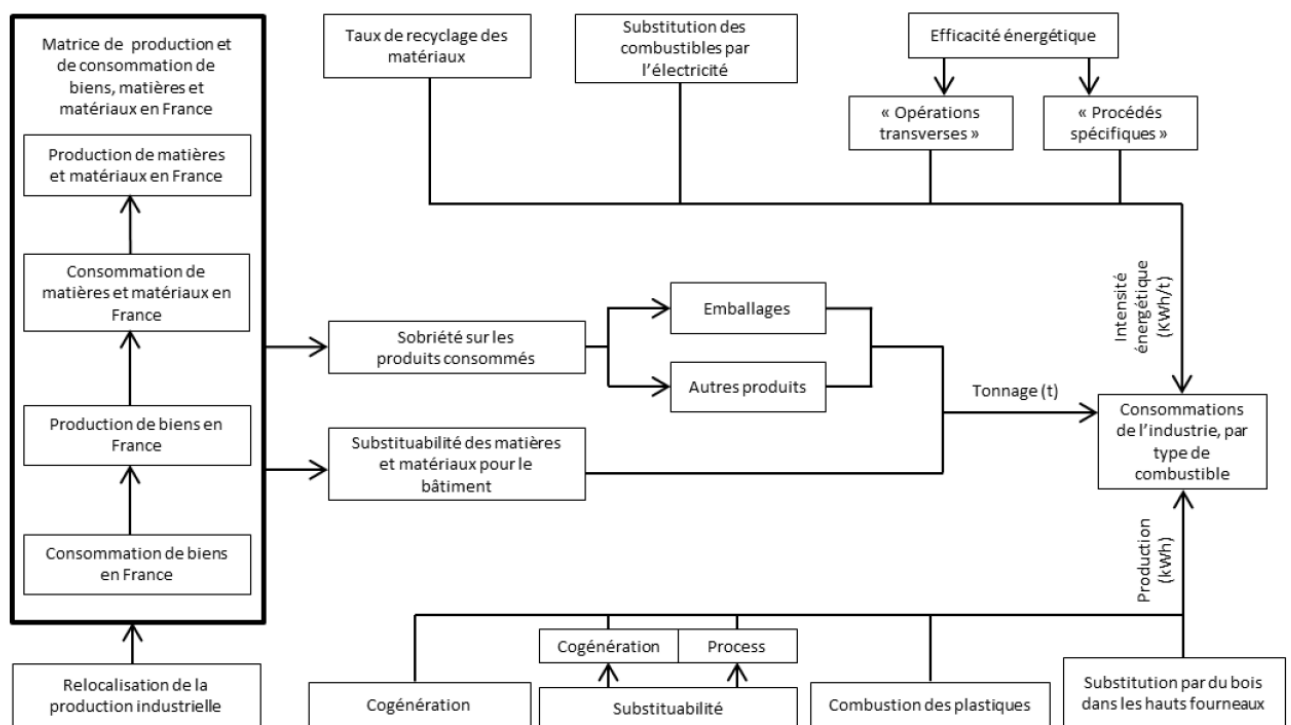 Matrice de production et
de consommation de
biens, matières et
matériaux en France
Production de matières
et matériaux en France
Consommation de
matières et matériaux en
France
Production de biens en
France
Consommation de biens
en France
Relocalisation de la
production industrielle
Taux de recyclage des
matériaux
Substitution des
combustibles par
l'électricité
Efficacité énergétique
« Opérations
transverses »
« Procédés
spécifiques »
Intensité
énergétique
(KWh/t)
Sobriété sur les
produits consommés
Emballages
Autres produits
Substituabilité des matières
et matériaux pour le
bâtiment
Tonnage (t)
Consommations
de l'industrie, par
type de
combustible
Production
(kWh)
Cogénération
Cogénération
Process
Substituabilité
Combustion des plastiques
Substitution par du bois
dans les hauts fourneaux